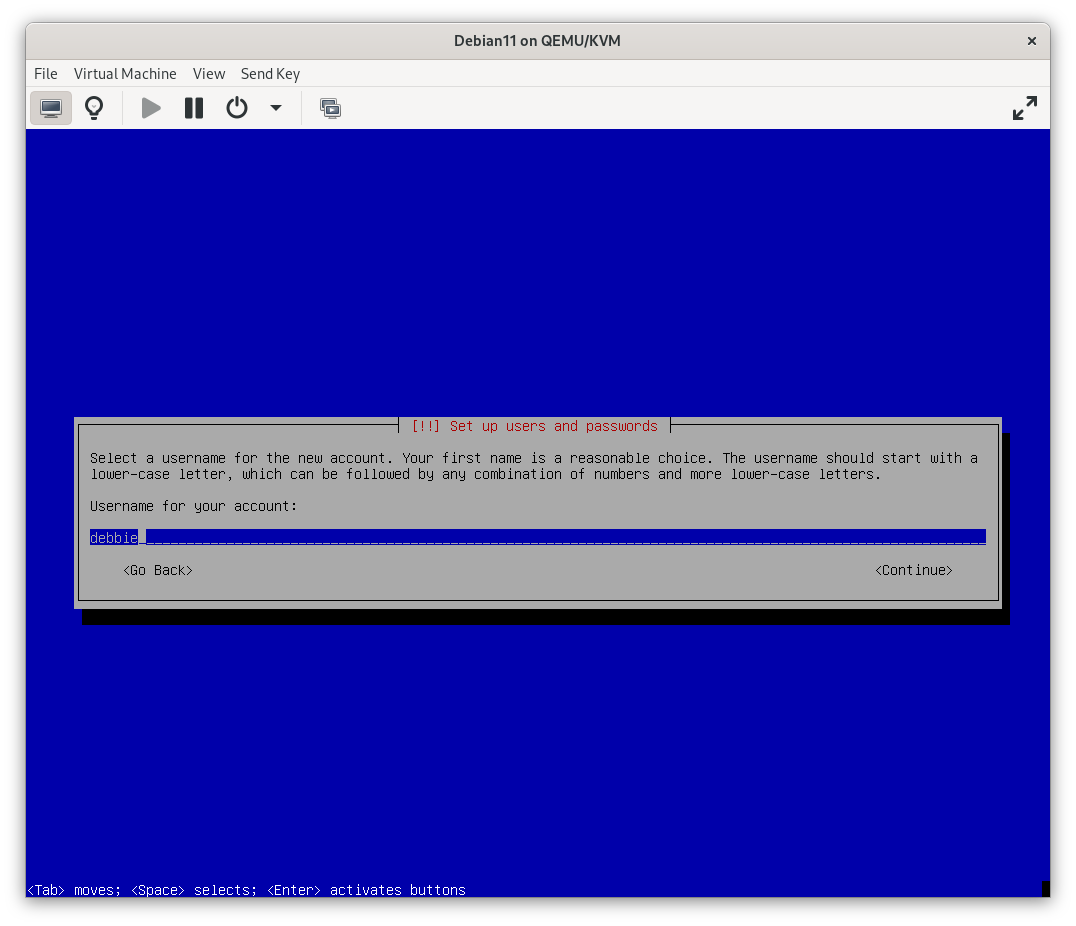 Debian11 on QEMU/KVM
File Virtual Machine View Send Key
[!!] Set up users and passwords
Select a username for the new account. Your first name is a reasonable choice. The username should start with a
lower-case letter, which can be followed by any combination of numbers and more lower-case letters.
Username for your account:
debbie
<Go Back> <Continue>
<Tab> moves; <Space> selects; <Enter> activates buttons